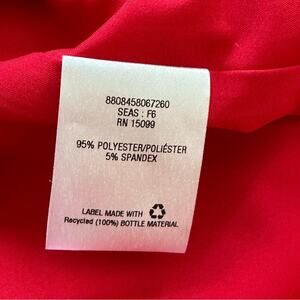 8808458067260
SEAS : F6
RN 15099
95% POLYESTER/POLIÉSTER
5% SPANDEX
LABEL MADE WITH
Recycled (100%) BOTTLE MATERIAL